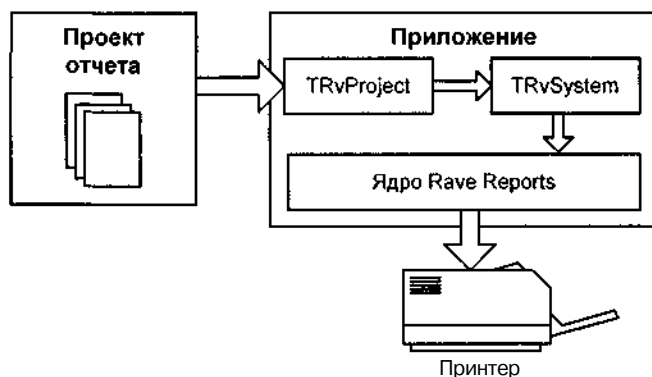 Проект
отчета
Приложение
TRvProject
TRvSystem
Ядро Rave Reports
Принтер